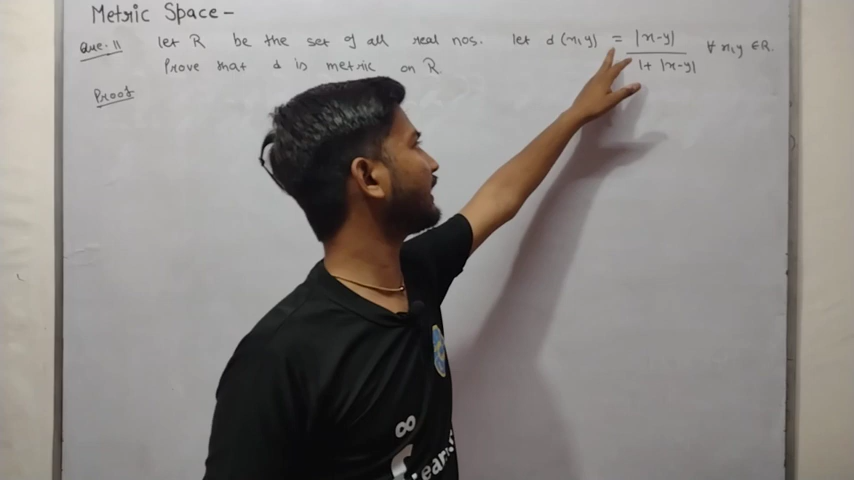 Metric Space -
Que. 11 let R be the set of all real nos. let d(x,y) = |x-y| / 1+ |x-y| ∀ x,y ∈ R.
Prove that d is metric on R.
Proof
∞